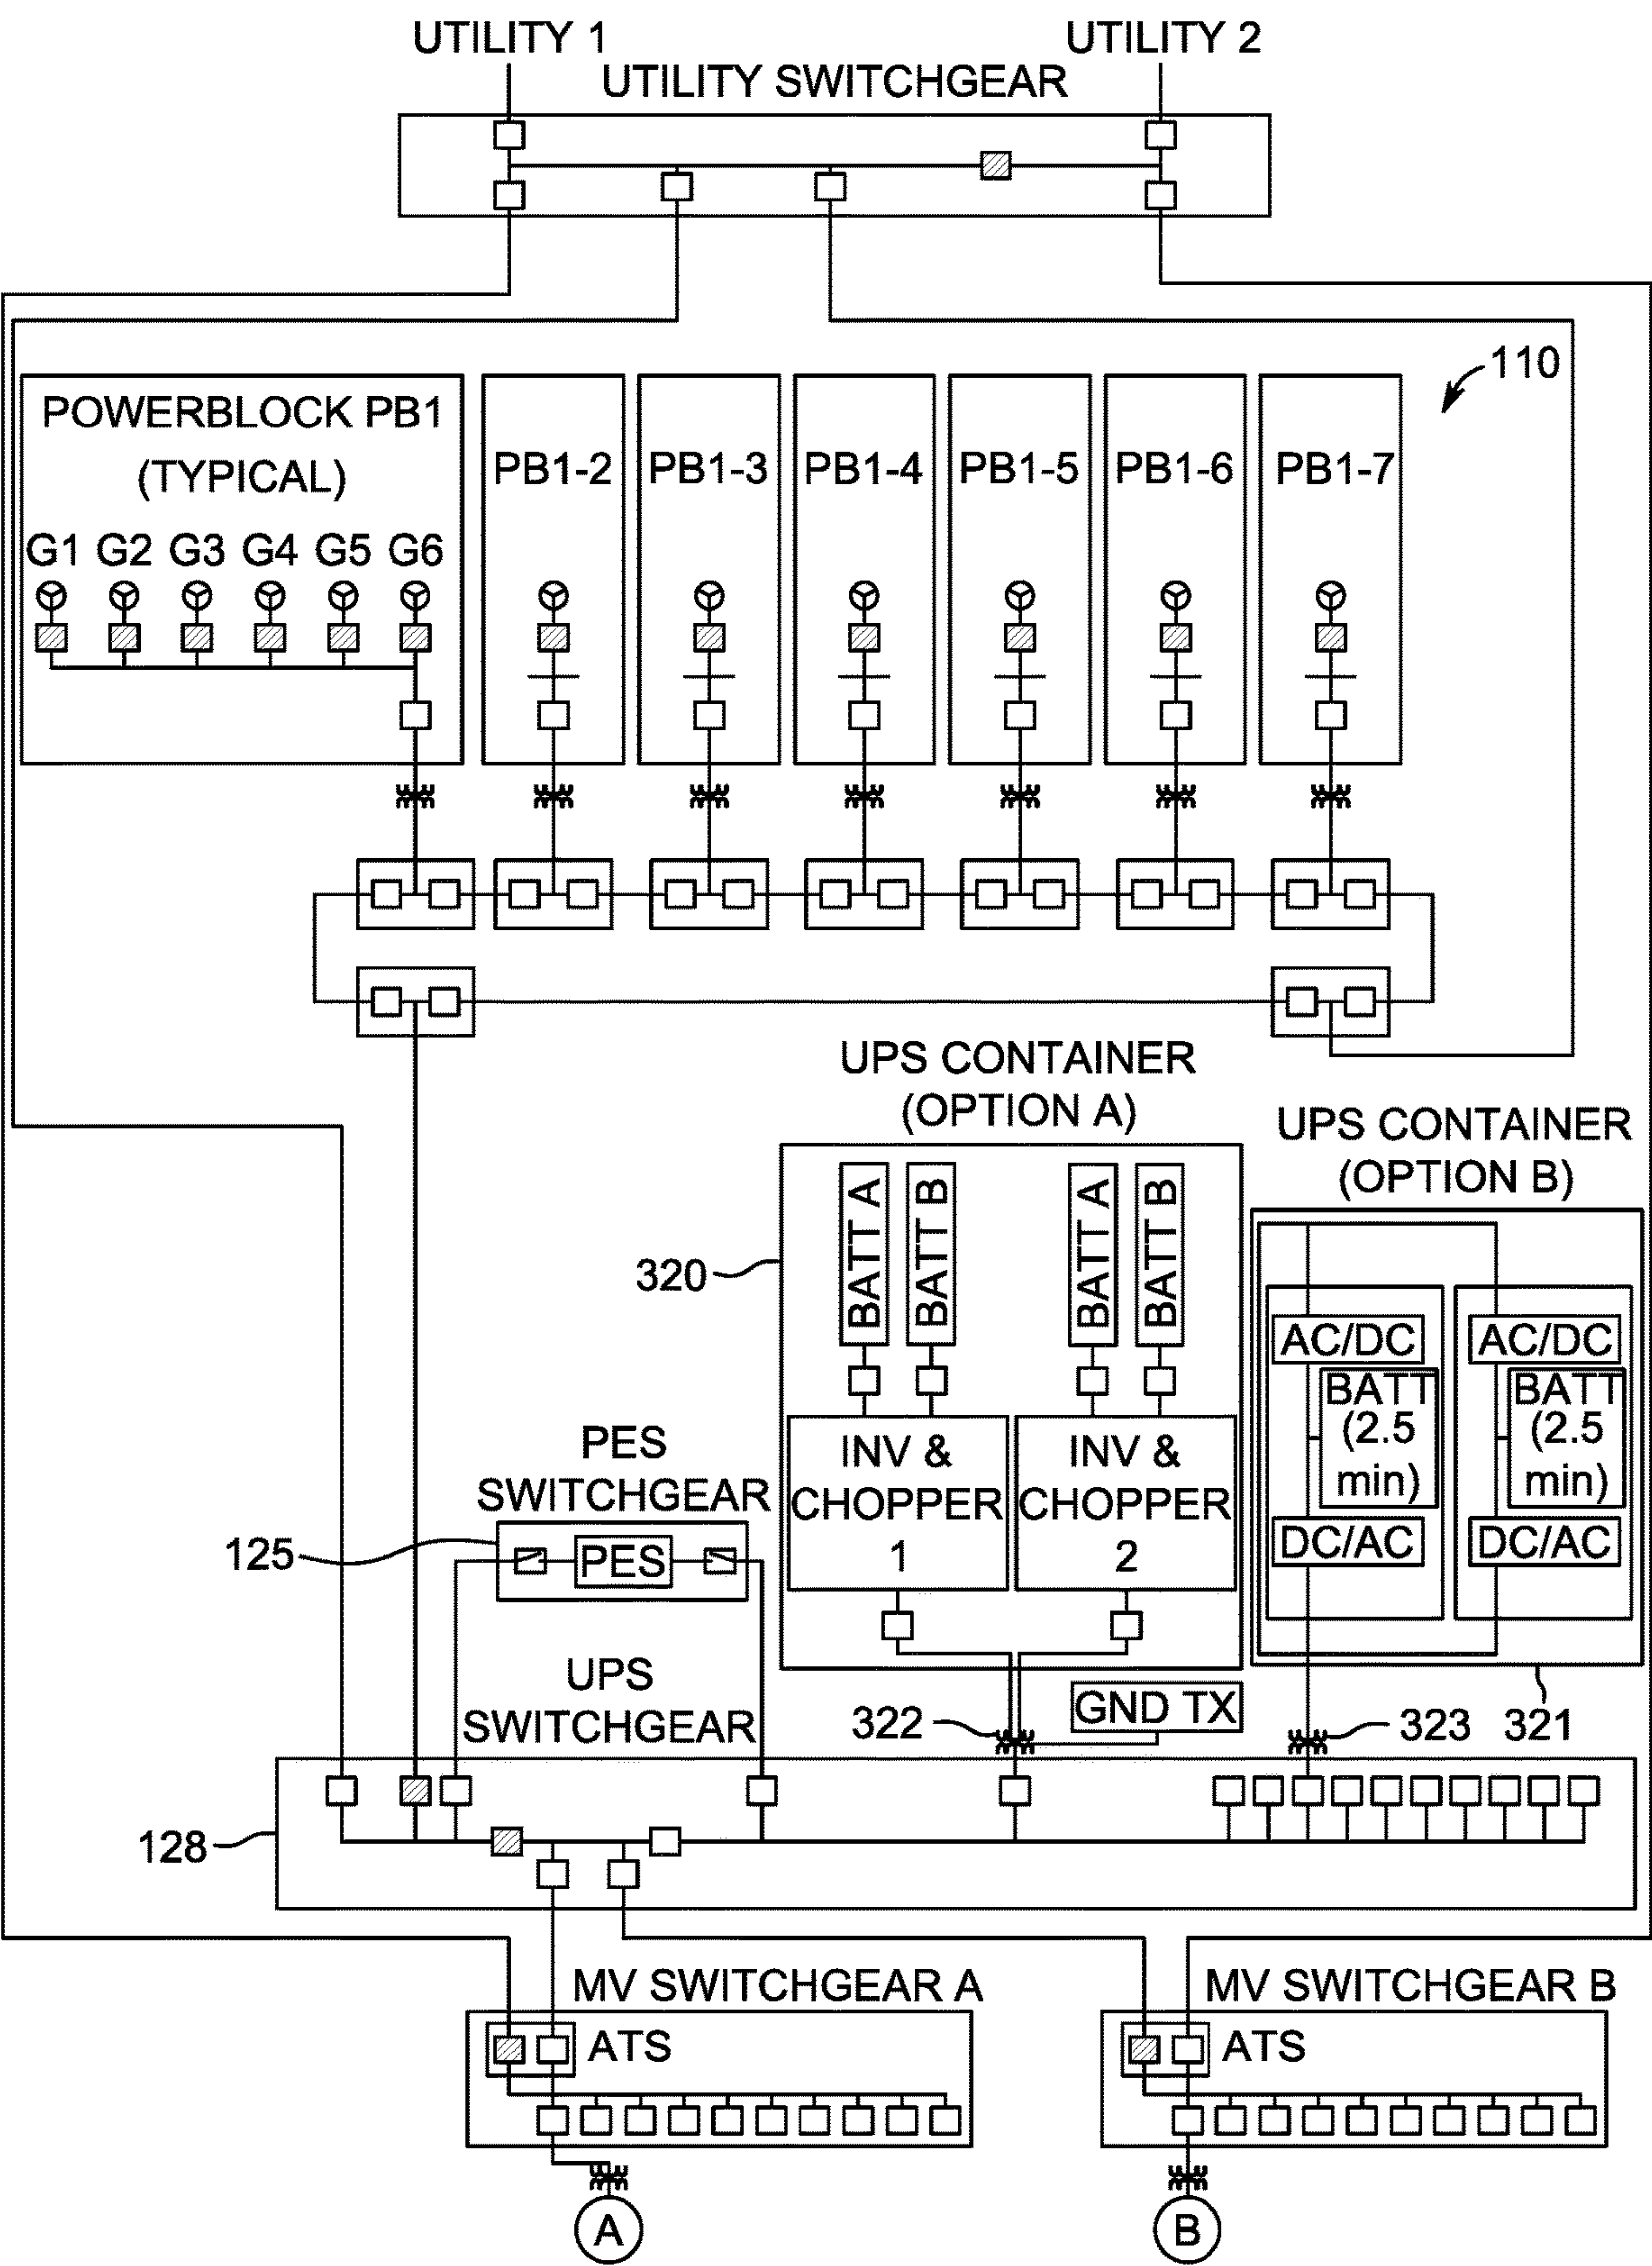 UTILITY 1
UTILITY 2
UTILITY SWITCHGEAR
110
POWERBLOCK PB1
(TYPICAL)
G1 G2 G3 G4 G5 G6
PB1-2
PB1-3
PB1-4
PB1-5
PB1-6
PB1-7
UPS CONTAINER
(OPTION A)
UPS CONTAINER
(OPTION B)
320
BATT A
BATT B
BATT A
BATT B
INV &
CHOPPER
1
INV &
CHOPPER
2
AC/DC
BATT
(2.5
min)
DC/AC
AC/DC
BATT
(2.5
min)
DC/AC
PES
SWITCHGEAR
125
PES
UPS
SWITCHGEAR
GND TX
322
323
321
128
MV SWITCHGEAR A
ATS
MV SWITCHGEAR B
ATS
A
B